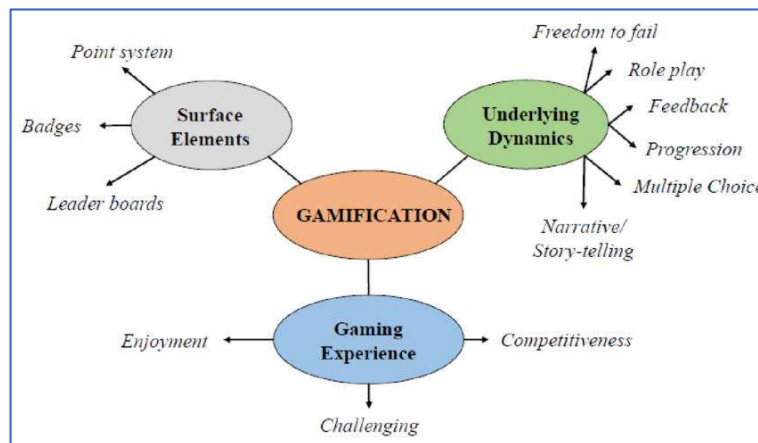 Freedom to fail
Point system
Role play
Surface
Elements
Underlying
Dynamics
Feedback
Badges
Progression
Leader boards
Multiple Choice
GAMIFICATION
Narrative/
Story-telling
Gaming
Experience
Enjoyment
Competitiveness
Challenging